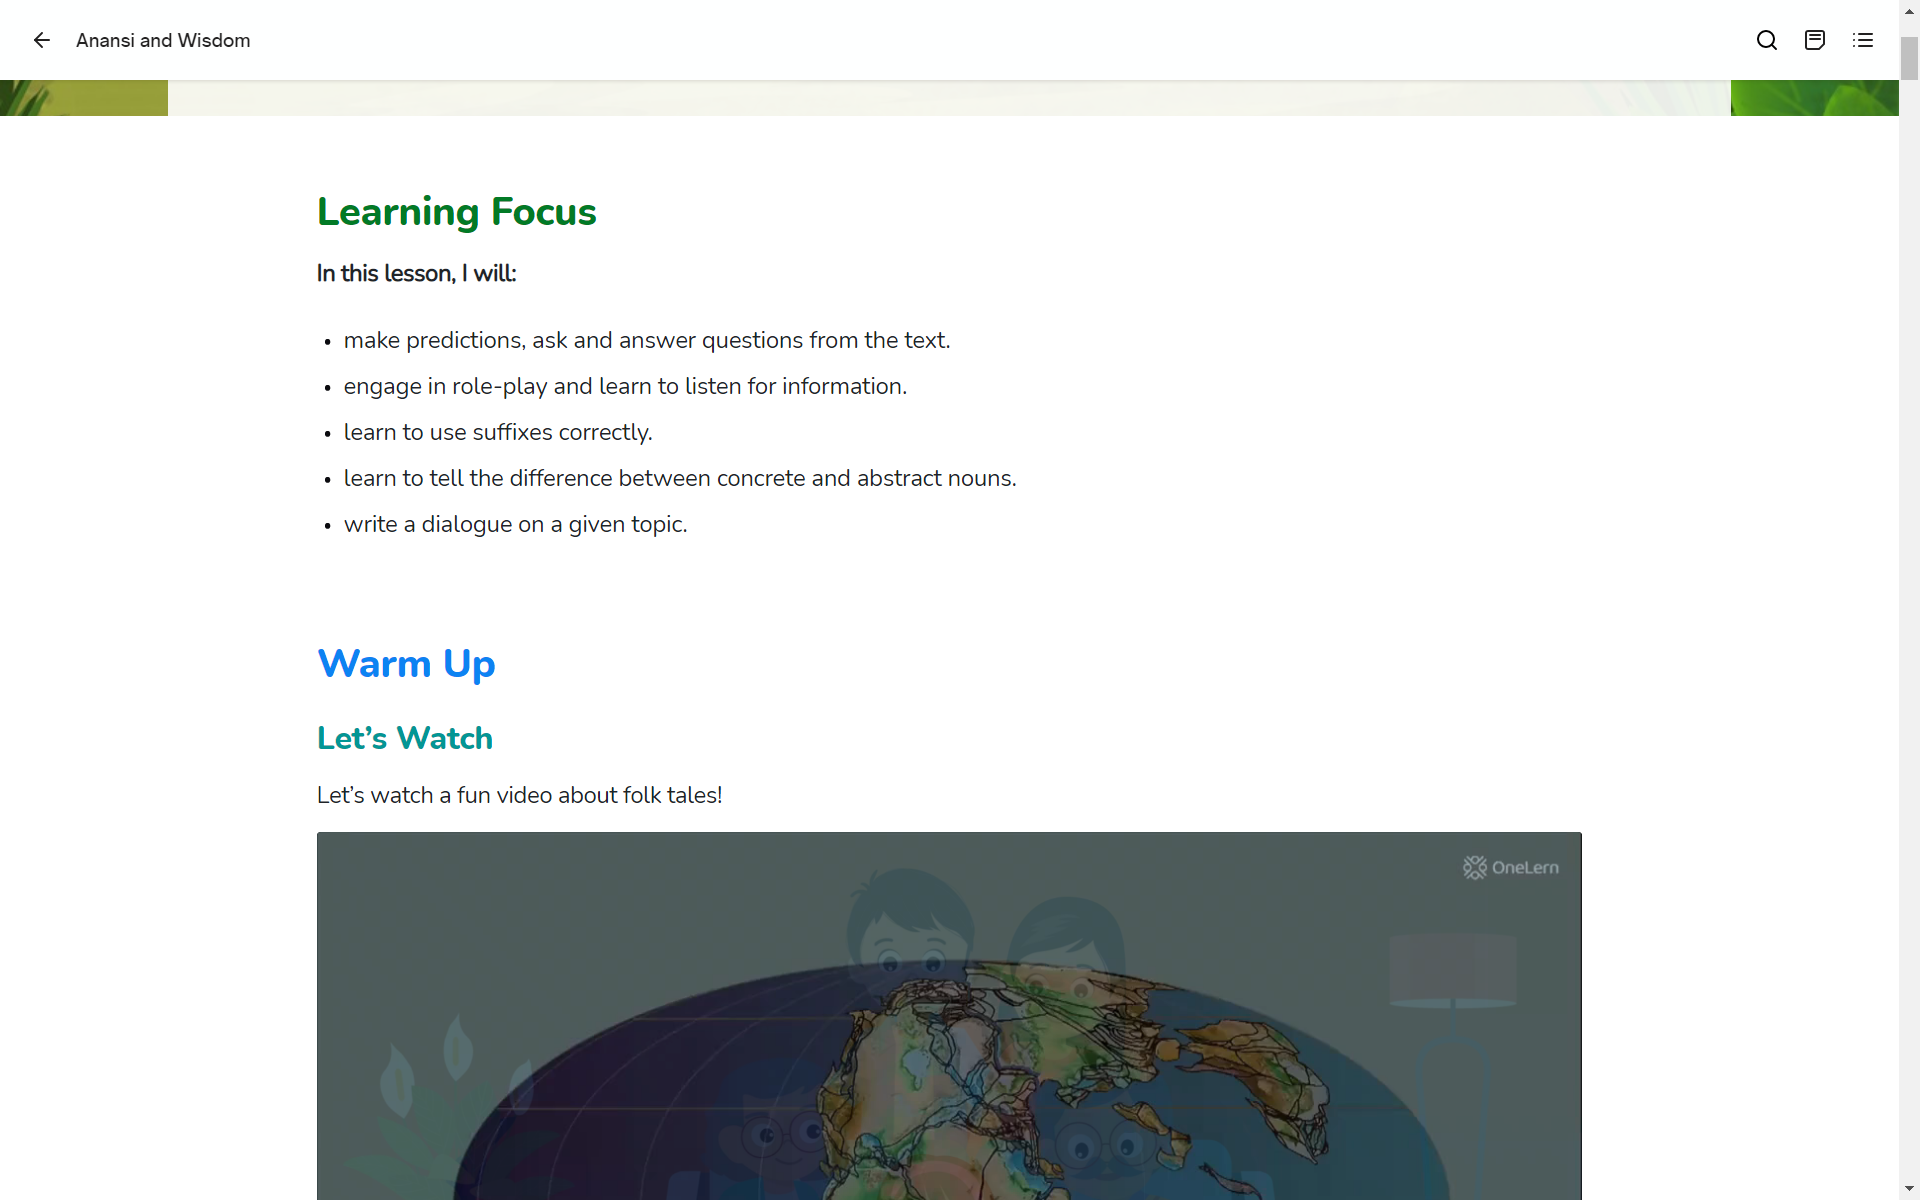 Anansi and Wisdom
Learning Focus
In this lesson, I will:
• make predictions, ask and answer questions from the text.
• engage in role-play and learn to listen for information.
• learn to use suffixes correctly.
• learn to tell the difference between concrete and abstract nouns.
• write a dialogue on a given topic.
Warm Up
Let’s Watch
Let’s watch a fun video about folk tales!
OneLern